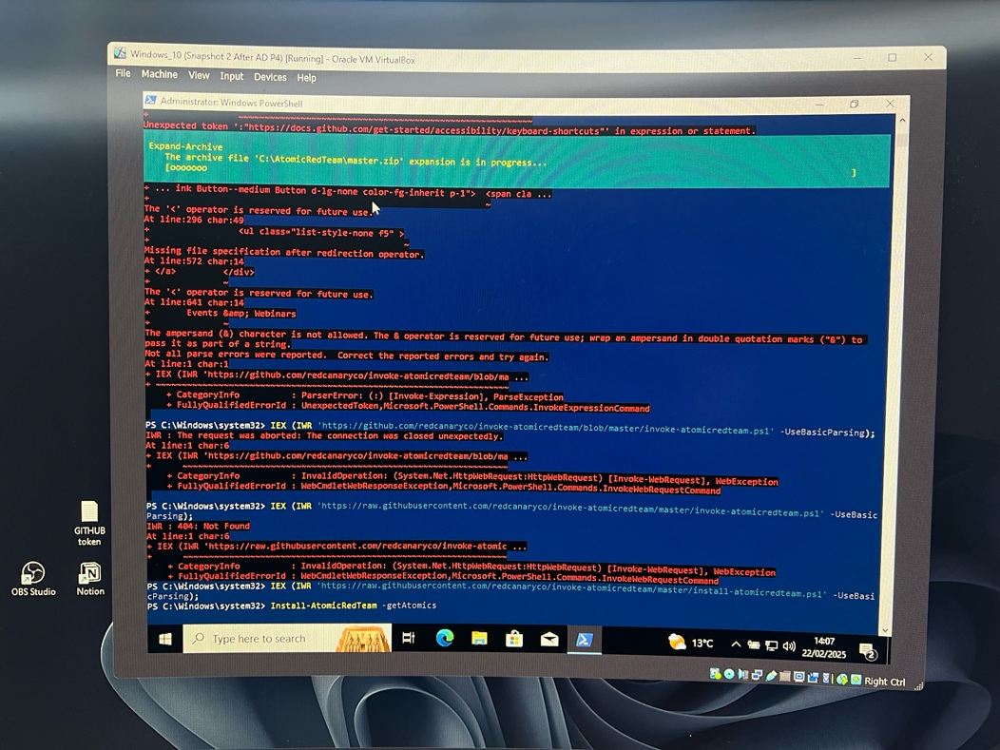 Windows_10 (Snapshot 2 After AD P4) [Running] - Oracle VM VirtualBox
File Machine View Input Devices Help
Administrator: Windows PowerShell
+ ~~~~~~~~~~~~~~~~~~~~~~~~~~~~~~~~~~~~~~~~~~~~~~~~~~~~~~~~~~~~
Unexpected token ':"https://docs.github.com/get-started/accessibility/keyboard-shortcuts"' in expression or statement.
Expand-Archive
The archive file 'C:\AtomicRedTeam\master.zip' expansion is in progress...
[ooooooo ]
+ ... ink Button--medium Button d-lg-none color-fg-inherit p-1"> <span cla ...
+ ~
The '<' operator is reserved for future use.
At line:296 char:49
+ <ul class="list-style-none f5" >
+ ~
Missing file specification after redirection operator.
At line:572 char:14
+ </a> </div>
+ ~
The '<' operator is reserved for future use.
At line:641 char:14
+ Events &amp; Webinars
+ ~
The ampersand (&) character is not allowed. The & operator is reserved for future use; wrap an ampersand in double quotation marks ("&") to
pass it as part of a string.
Not all parse errors were reported. Correct the reported errors and try again.
At line:1 char:1
+ IEX (IWR 'https://github.com/redcanaryco/invoke-atomicredteam/blob/ma ...
+ ~~~~~~~~~~~~~~~~~~~~~~~~~~~~~~~~~~~~~~~~~~~~~~~~~~~~~~~~~~~~~~~~~~~~~
+ CategoryInfo : ParserError: (:) [Invoke-Expression], ParseException
+ FullyQualifiedErrorId : UnexpectedToken,Microsoft.PowerShell.Commands.InvokeExpressionCommand
PS C:\Windows\system32> IEX (IWR 'https://github.com/redcanaryco/invoke-atomicredteam/blob/master/invoke-atomicredteam.ps1' -UseBasicParsing);
IWR : The request was aborted: The connection was closed unexpectedly.
At line:1 char:6
+ IEX (IWR 'https://github.com/redcanaryco/invoke-atomicredteam/blob/ma ...
+ ~~~~~~~~~~~~~~~~~~~~~~~~~~~~~~~~~~~~~~~~~~~~~~~~~~~~~~~~~~~~~~~~
+ CategoryInfo : InvalidOperation: (System.Net.HttpWebRequest:HttpWebRequest) [Invoke-WebRequest], WebException
+ FullyQualifiedErrorId : WebCmdletWebResponseException,Microsoft.PowerShell.Commands.InvokeWebRequestCommand
PS C:\Windows\system32> IEX (IWR 'https://raw.githubusercontent.com/redcanaryco/invoke-atomicredteam/master/invoke-atomicredteam.ps1' -UseBasic
Parsing);
IWR : 404: Not Found
At line:1 char:6
+ IEX (IWR 'https://raw.githubusercontent.com/redcanaryco/invoke-atomic ...
+ ~~~~~~~~~~~~~~~~~~~~~~~~~~~~~~~~~~~~~~~~~~~~~~~~~~~~~~~~~~~~~~~~
+ CategoryInfo : InvalidOperation: (System.Net.HttpWebRequest:HttpWebRequest) [Invoke-WebRequest], WebException
+ FullyQualifiedErrorId : WebCmdletWebResponseException,Microsoft.PowerShell.Commands.InvokeWebRequestCommand
PS C:\Windows\system32> IEX (IWR 'https://raw.githubusercontent.com/redcanaryco/invoke-atomicredteam/master/install-atomicredteam.ps1' -UseBasi
cParsing);
PS C:\Windows\system32> Install-AtomicRedTeam -getAtomics
GITHUB
token
OBS Studio
Notion
Type here to search
13°C
14:07
22/02/2025
2
Right Ctrl